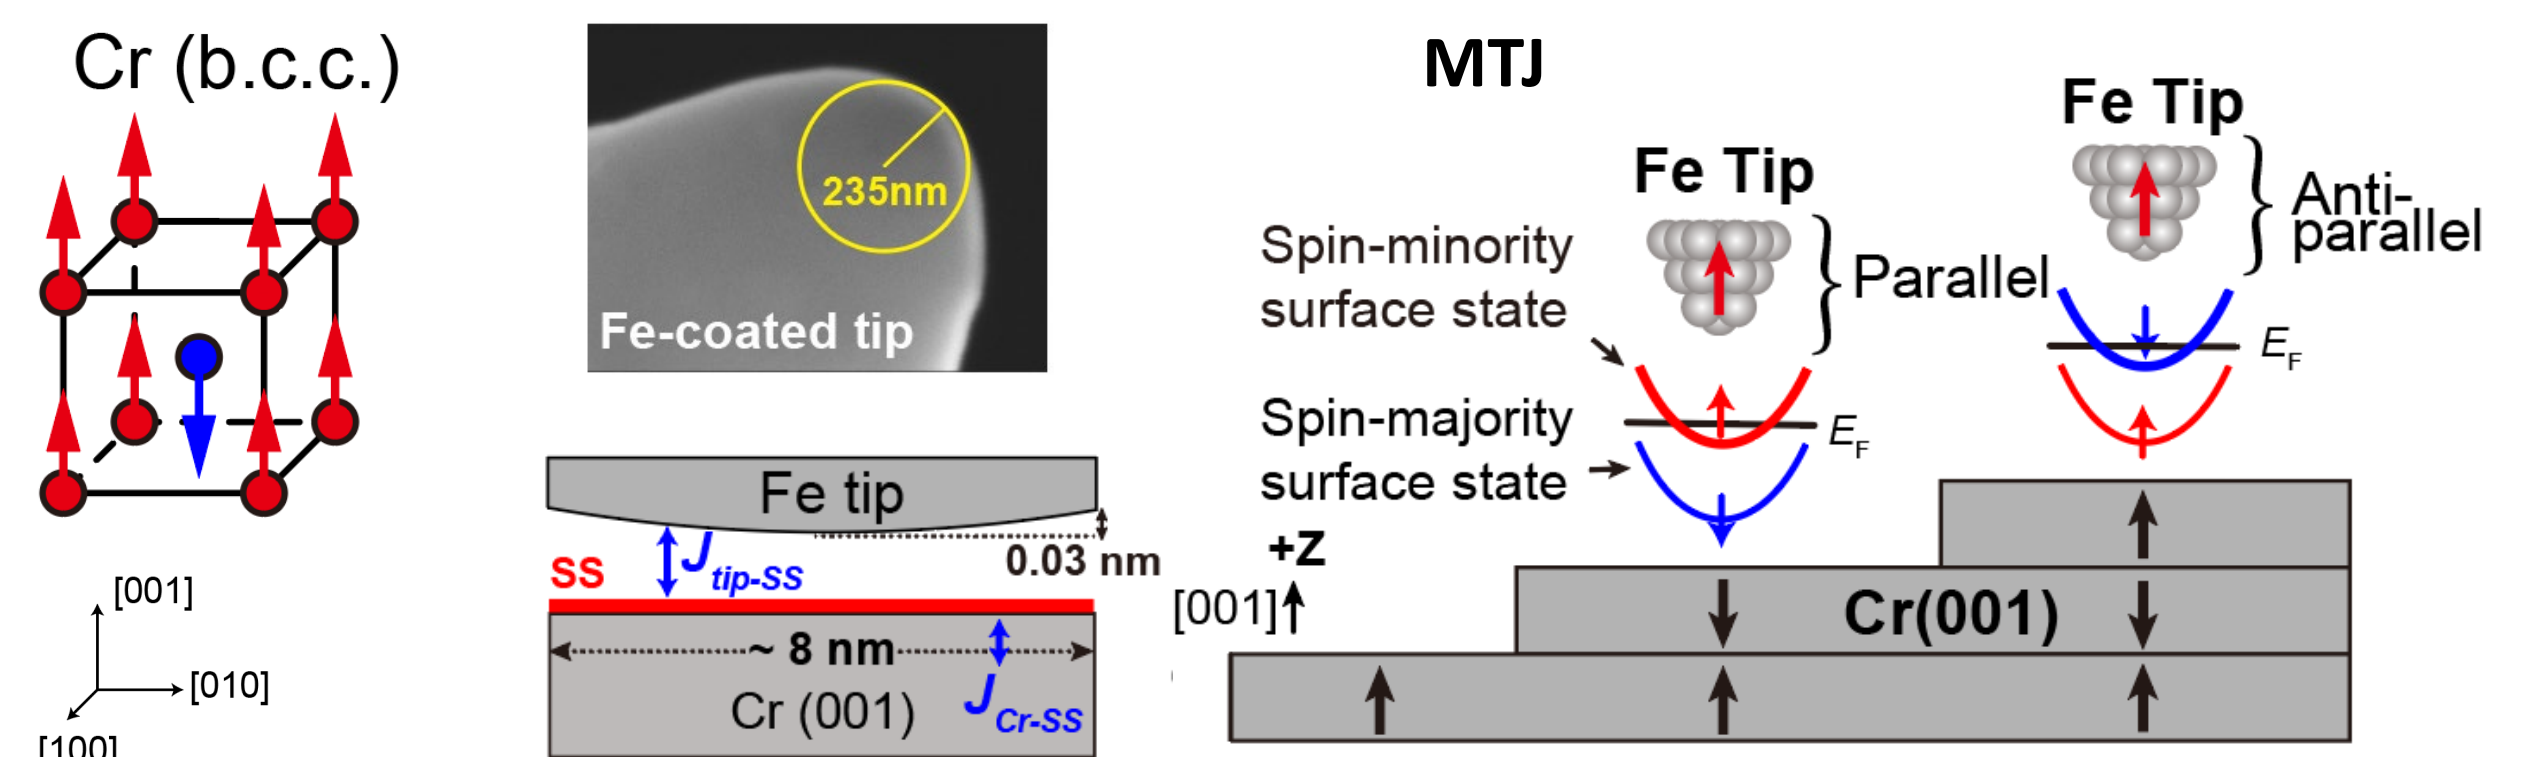 Cr (b.c.c.)
[001]
[010]
[100]
235nm
Fe-coated tip
Fe tip
J tip-SS
0.03 nm
SS
~ 8 nm
J Cr-SS
Cr (001)
MTJ
Fe Tip
Parallel
Fe Tip
Anti-
parallel
Spin-minority
surface state
Spin-majority
surface state
EF
EF
+Z
[001]
Cr(001)